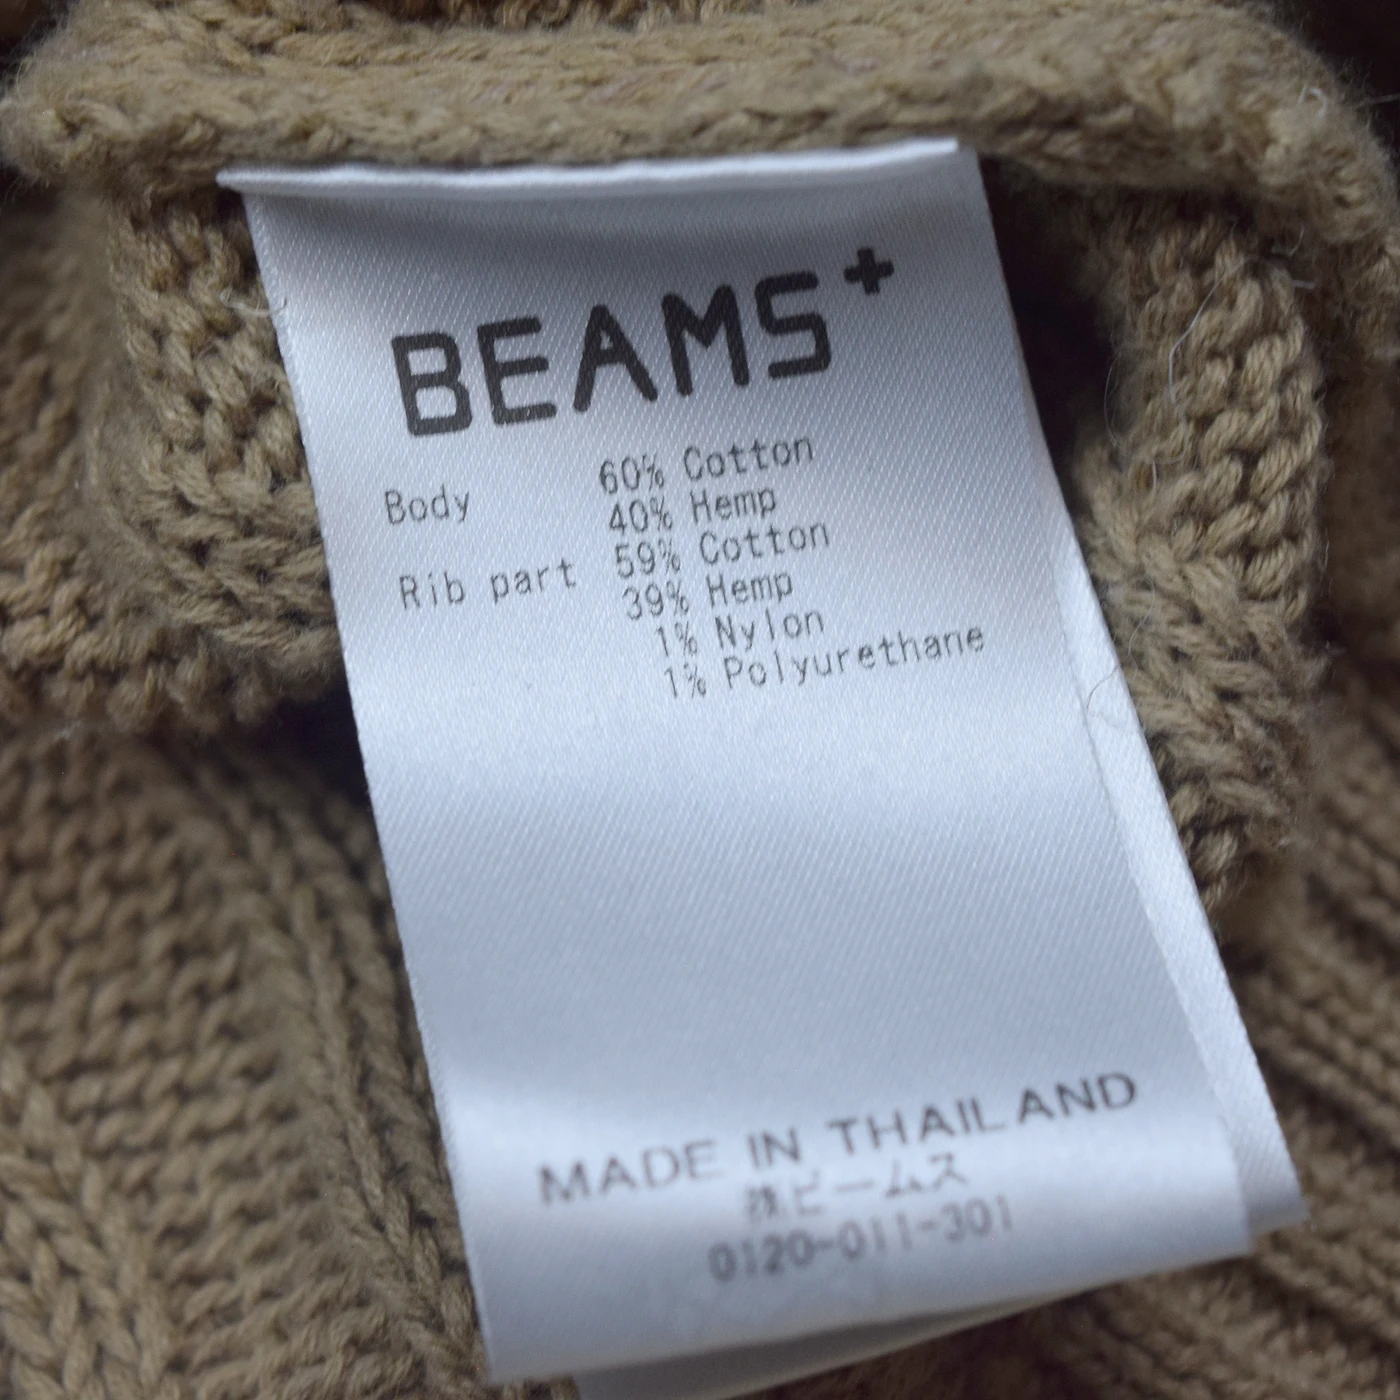 BEAMS+
60% Cotton
Body 40% Hemp
59% Cotton
Rib part 39% Hemp
1% Nylon
1% Polyurethane
MADE IN THAILAND
㈱ビームス
0120-011-301